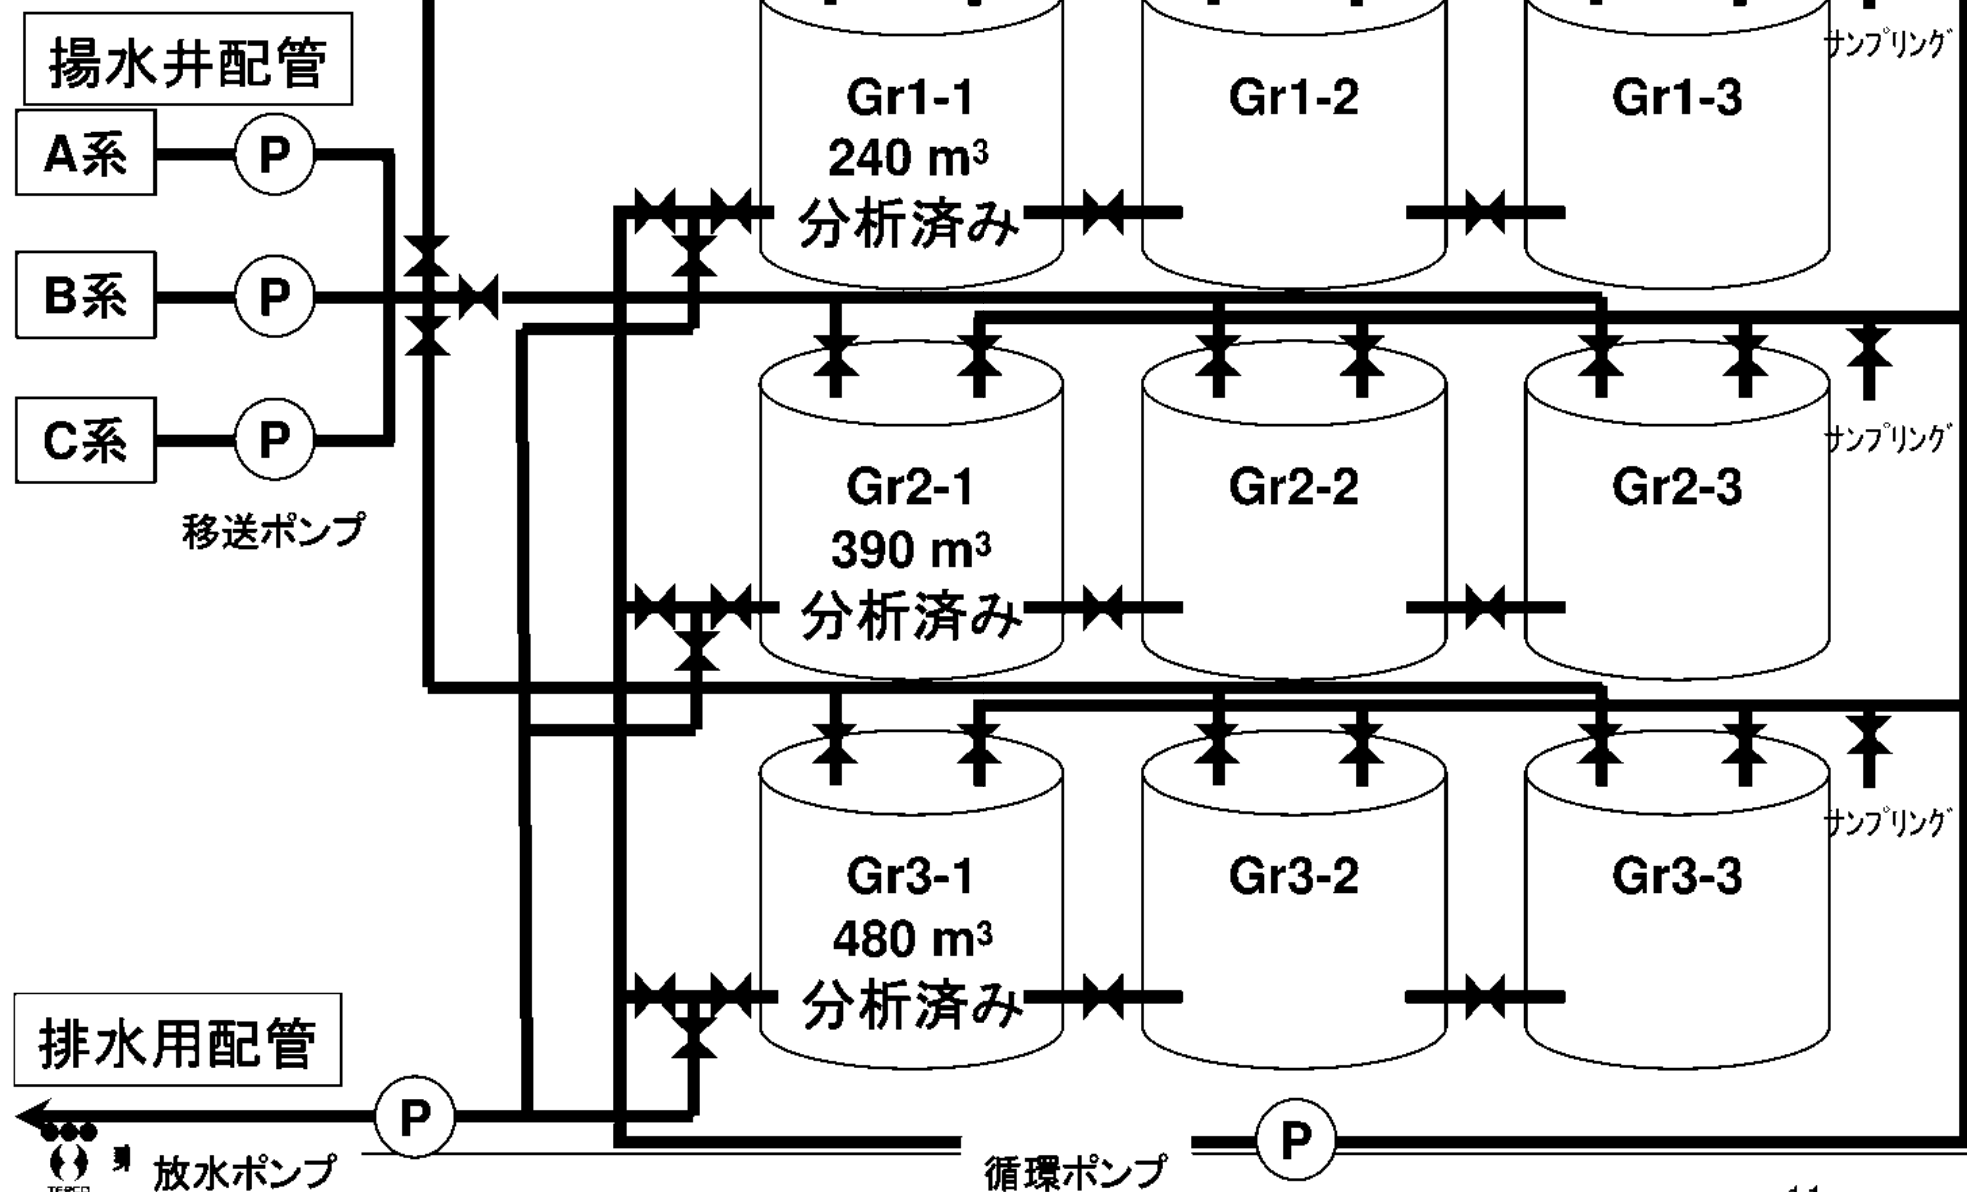 揚水井配管
サンプリング
Gr1-1
Gr1-2
Gr1-3
A系
P
240 m³
分析済み
B系
P
C系
P
移送ポンプ
サンプリング
Gr2-1
Gr2-2
Gr2-3
390 m³
分析済み
サンプリング
Gr3-1
Gr3-2
Gr3-3
480 m³
分析済み
排水用配管
P
放水ポンプ
P
循環ポンプ